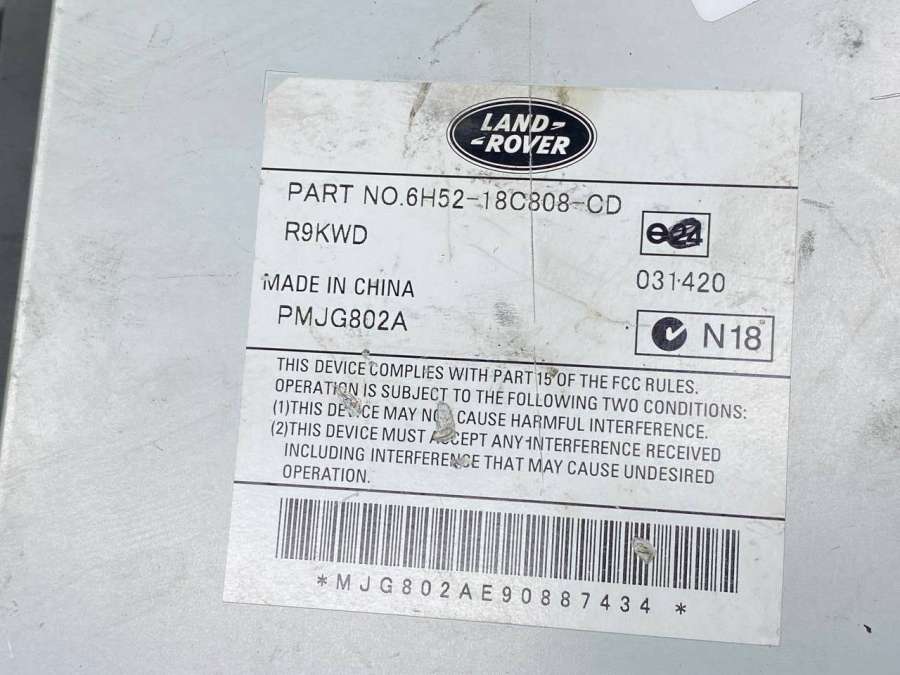 LAND-
-ROVER
PART NO.6H52-18C808-CD
R9KWD
031420
MADE IN CHINA
PMJG802A
N18
THIS DEVICE COMPLIES WITH PART 15 OF THE FCC RULES.
OPERATION IS SUBJECT TO THE FOLLOWING TWO CONDITIONS:
(1)THIS DEVICE MAY NOT CAUSE HARMFUL INTERFERENCE.
(2)THIS DEVICE MUST ACCEPT ANY INTERFERENCE RECEIVED
INCLUDING INTERFERENCE THAT MAY CAUSE UNDESIRED
OPERATION.
*MJG802AE90887434*